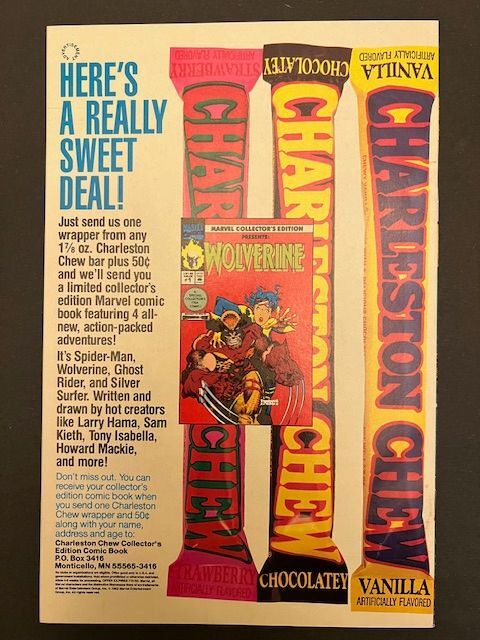 ADVERTISEMENT
HERE'S
A REALLY
SWEET
DEAL!
Just send us one
wrapper from any
1⅞ oz. Charleston
Chew bar plus 50¢
and we'll send you
a limited collector's
edition Marvel comic
book featuring 4 all-
new, action-packed
adventures!
It's Spider-Man,
Wolverine, Ghost
Rider, and Silver
Surfer. Written and
drawn by hot creators
like Larry Hama, Sam
Kieth, Tony Isabella,
Howard Mackie,
and more!
Don't miss out. You can
receive your collector's
edition comic book when
you send one Charleston
Chew wrapper and 50¢
along with your name,
address and age to:
Charleston Chew Collector's
Edition Comic Book
P.O. Box 3416
Monticello, MN 55565-3416
STRAWBERRY
ARTIFICIALLY FLAVORED
CHARLESTON CHEW
STRAWBERRY
ARTIFICIALLY FLAVORED
CHOCOLATEY
CHARLESTON CHEW
CHOCOLATEY
VANILLA
ARTIFICIALLY FLAVORED
CHARLESTON CHEW
VANILLA
ARTIFICIALLY FLAVORED
MARVEL COLLECTOR'S EDITION
PRESENTS:
WOLVERINE
#1